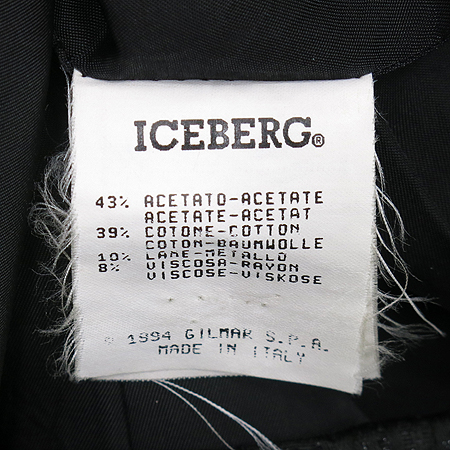 ICEBERG®
43% ACETATO-ACETATE
ACETATE-ACETAT
39% COTONE-COTTON
COTON-BAUMWOLLE
10% LAME-METALLO
8% VISCOSA-RAYON
VISCOSE-VISKOSE
© 1994 GILMAR S.P.A.
MADE IN ITALY